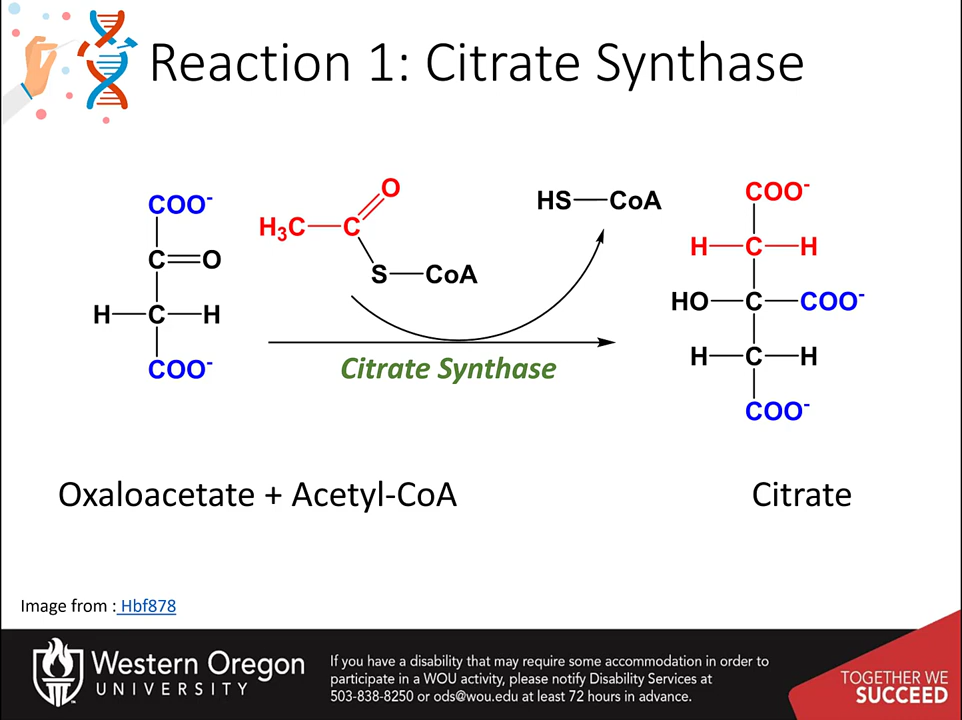 Reaction 1: Citrate Synthase
COO-
C=O
H-C-H
COO-
O
H3C-C
S-CoA
HS-CoA
Citrate Synthase
COO-
H-C-H
HO-C-COO-
H-C-H
COO-
Oxaloacetate + Acetyl-CoA
Citrate
Image from : Hbf878
Western Oregon
UNIVERSITY
If you have a disability that may require some accommodation in order to
participate in a WOU activity, please notify Disability Services at
503-838-8250 or ods@wou.edu at least 72 hours in advance.
TOGETHER WE
SUCCEED